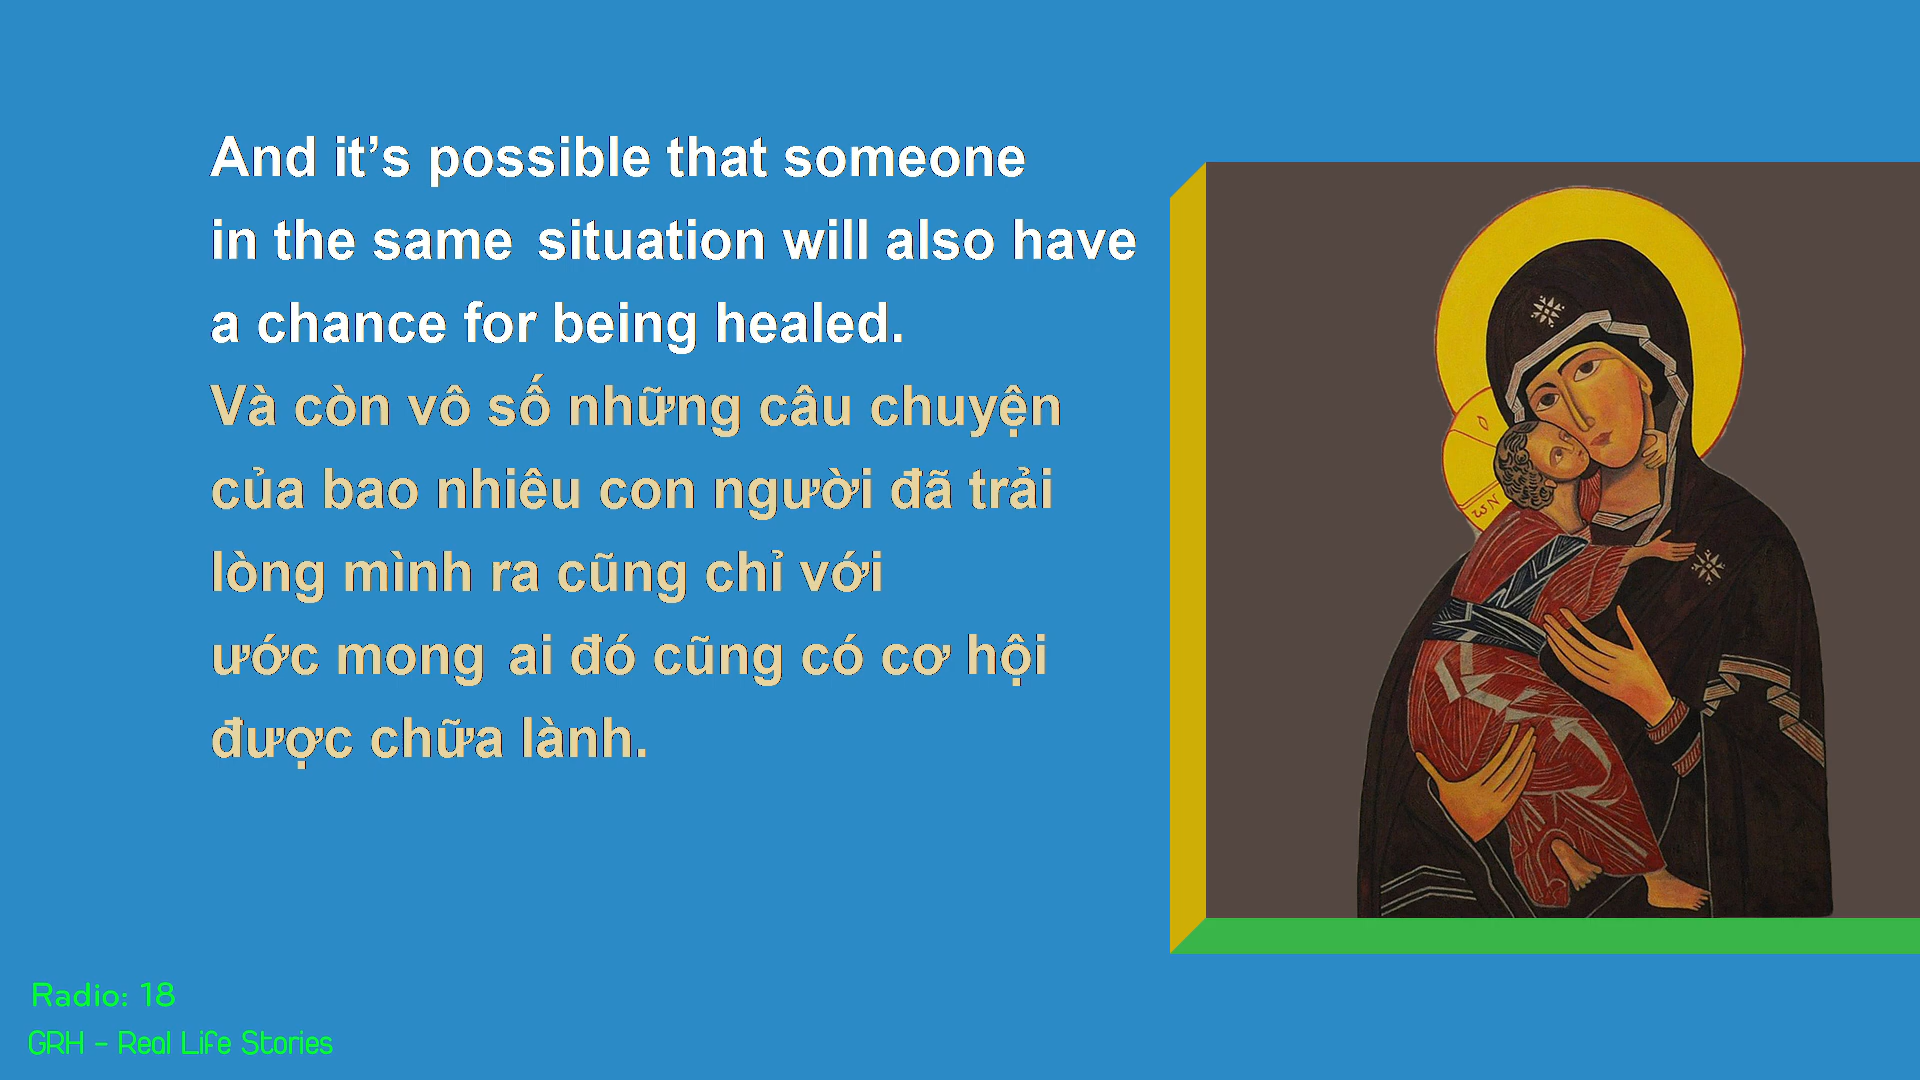 And it’s possible that someone
in the same situation will also have
a chance for being healed.
Và còn vô số những câu chuyện
của bao nhiêu con người đã trải
lòng mình ra cũng chỉ với
ước mong ai đó cũng có cơ hội
được chữa lành.
ωN
Radio: 18
GRH - Real Life Stories